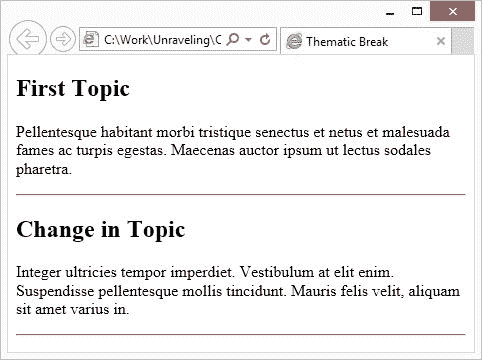 C:\Work\Unraveling\C
Thematic Break
First Topic
Pellentesque habitant morbi tristique senectus et netus et malesuada
fames ac turpis egestas. Maecenas auctor ipsum ut lectus sodales
pharetra.
Change in Topic
Integer ultricies tempor imperdiet. Vestibulum at elit enim.
Suspendisse pellentesque mollis tincidunt. Mauris felis velit, aliquam
sit amet varius in.